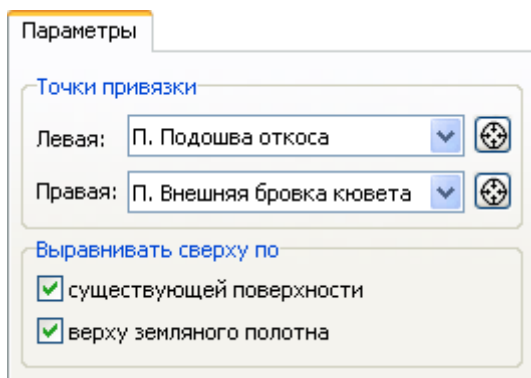 Параметры
Точки привязки
Левая: П. Подошва откоса
Правая: П. Внешняя бровка кювета
Выравнивать сверху по
существующей поверхности
верху земляного полотна